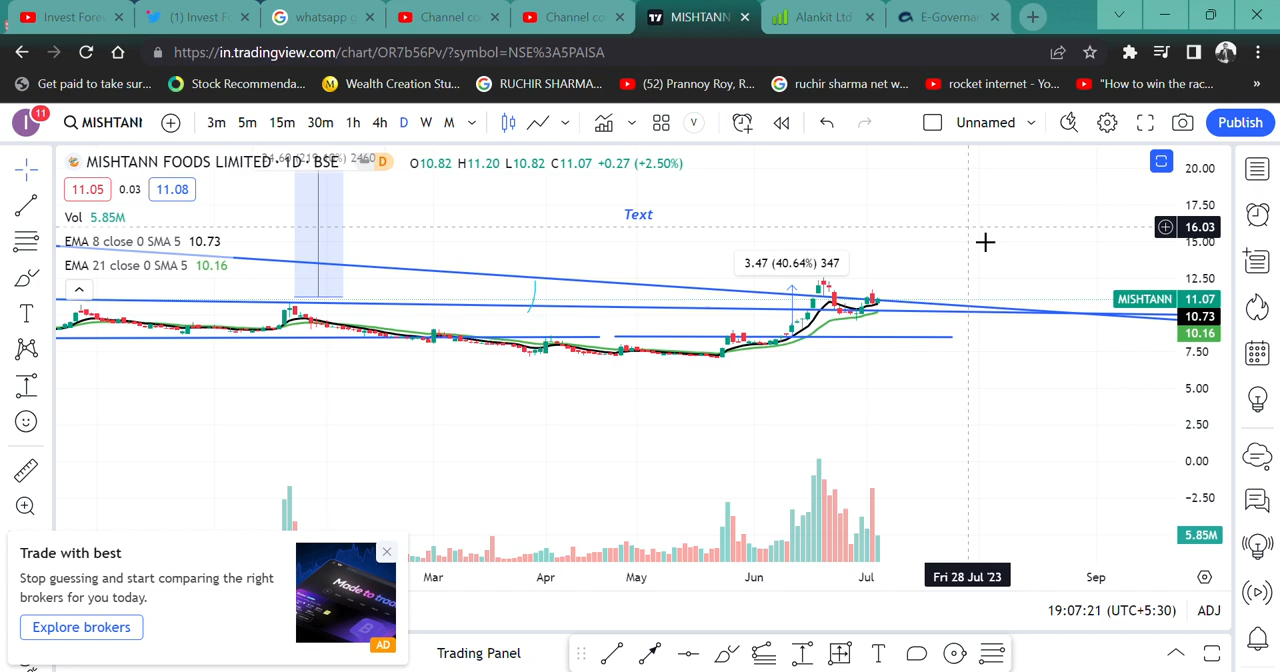 Invest Fore
(1) Invest F
whatsapp g
Channel co
Channel co
MISHTANN
Alankit Ltd
E-Governa
https://in.tradingview.com/chart/OR7b56Pv/?symbol=NSE%3A5PAISA
Get paid to take sur...
Stock Recommenda...
Wealth Creation Stu...
RUCHIR SHARMA...
(52) Prannoy Roy, R...
ruchir sharma net w...
rocket internet - Yo...
"How to win the rac...
»
I 11
MISHTANI
3m 5m 15m 30m 1h 4h D W M
V
Unnamed
Publish
MISHTANN FOODS LIMITED · 1D · BSE D O10.82 H11.20 L10.82 C11.07 +0.27 (+2.50%)
11.05 0.03 11.08
Vol 5.85M
EMA 8 close 0 SMA 5 10.73
EMA 21 close 0 SMA 5 10.16
Text
3.47 (40.64%) 347
20.00
17.50
16.03
15.00
12.50
MISHTANN 11.07
10.73
10.16
7.50
5.00
2.50
0.00
−2.50
5.85M
Mar Apr May Jun Jul Fri 28 Jul '23 Sep
19:07:21 (UTC+5:30) ADJ
Trade with best
Stop guessing and start comparing the right
brokers for you today.
Explore brokers
Made to trad
AD
Trading Panel
T